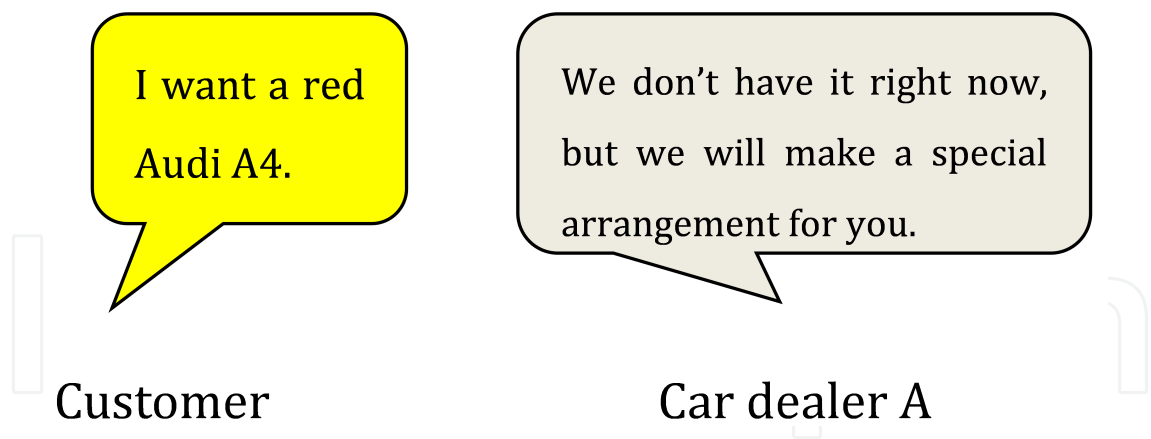 I want a red
Audi A4.
We don’t have it right now,
but we will make a special
arrangement for you.
Customer
Car dealer A